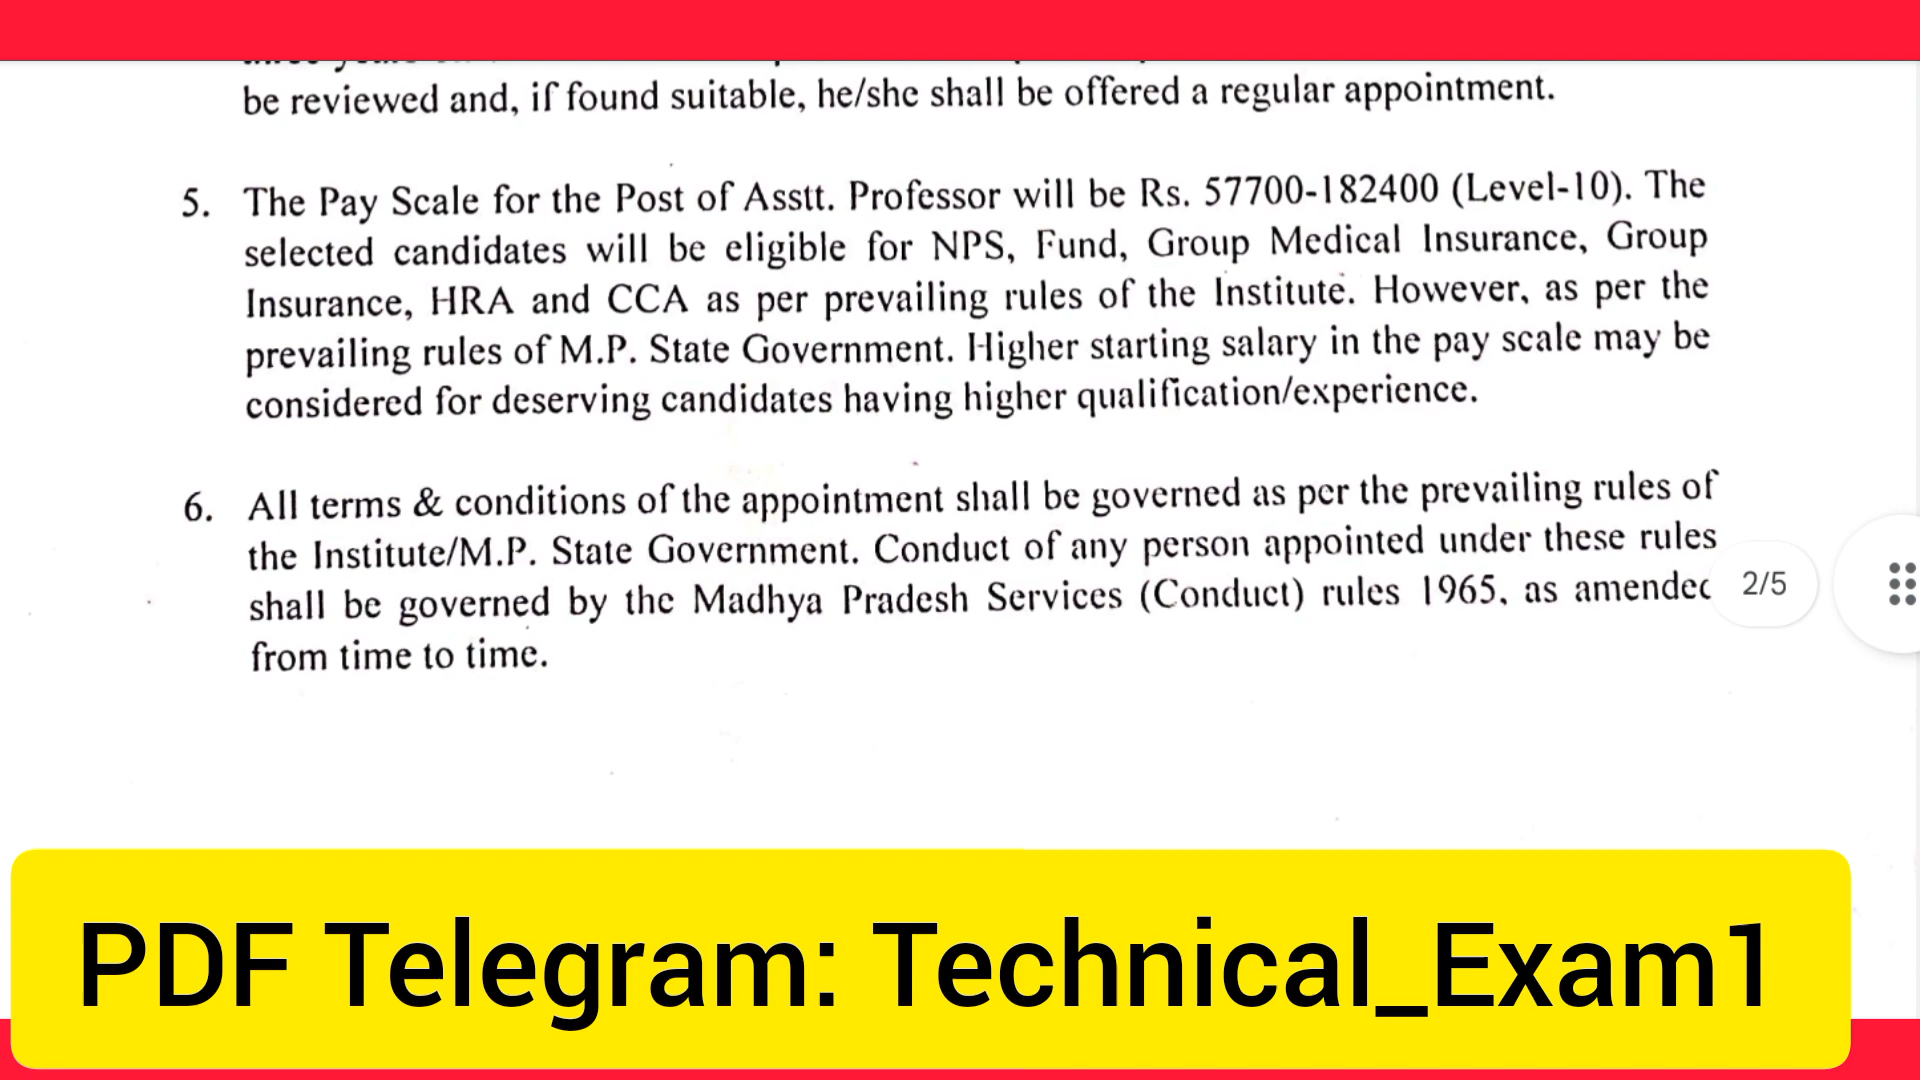 be reviewed and, if found suitable, he/she shall be offered a regular appointment.
5. The Pay Scale for the Post of Asstt. Professor will be Rs. 57700-182400 (Level-10). The
selected candidates will be eligible for NPS, Fund, Group Medical Insurance, Group
Insurance, HRA and CCA as per prevailing rules of the Institute. However, as per the
prevailing rules of M.P. State Government. Higher starting salary in the pay scale may be
considered for deserving candidates having higher qualification/experience.
6. All terms & conditions of the appointment shall be governed as per the prevailing rules of
the Institute/M.P. State Government. Conduct of any person appointed under these rules
shall be governed by the Madhya Pradesh Services (Conduct) rules 1965, as amended
from time to time.
2/5
PDF Telegram: Technical_Exam1